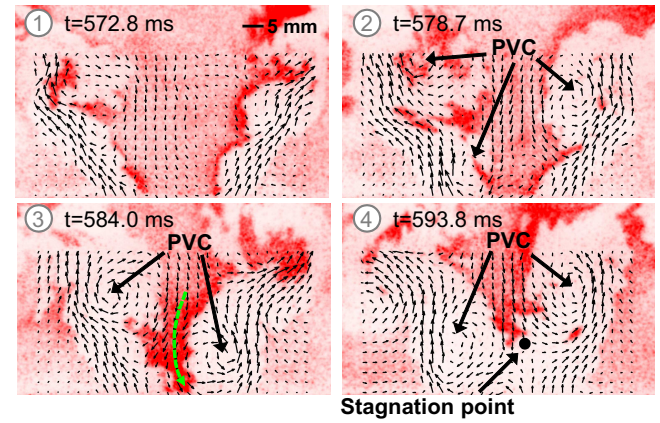 1 t=572.8 ms
5 mm
2 t=578.7 ms
PVC
3 t=584.0 ms
PVC
4 t=593.8 ms
PVC
Stagnation point